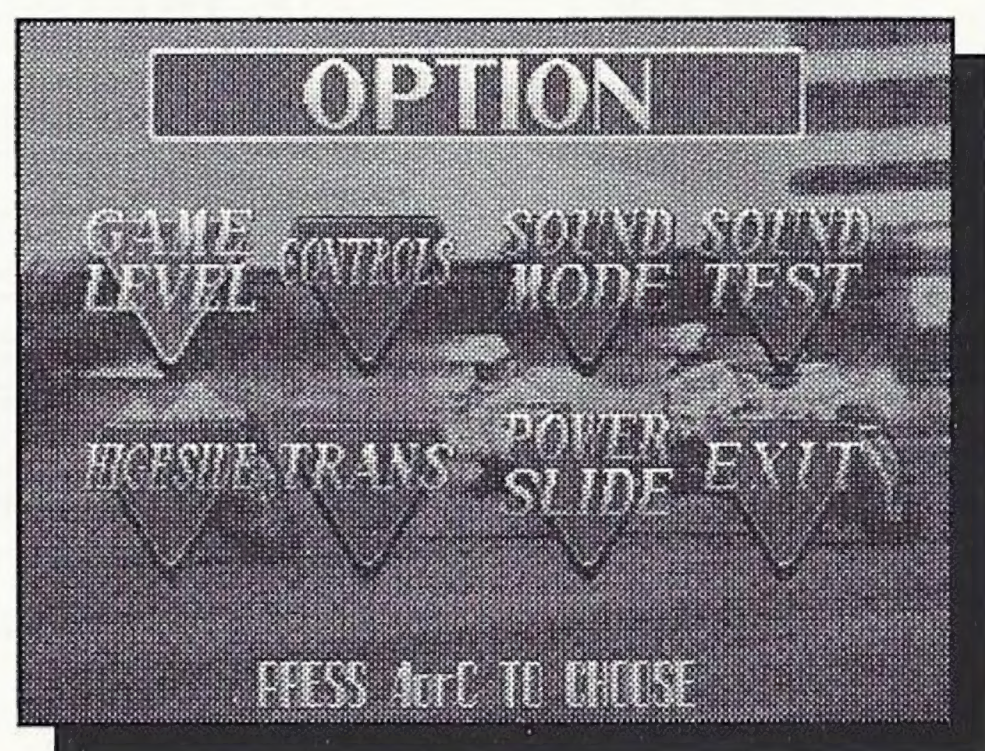 OPTION
GAME
LEVEL
CONTROLS
SOUND
MODE
SOUND
TEST
TRANS
POWER
SLIDE
EXIT
PRESS A or C TO CHOOSE